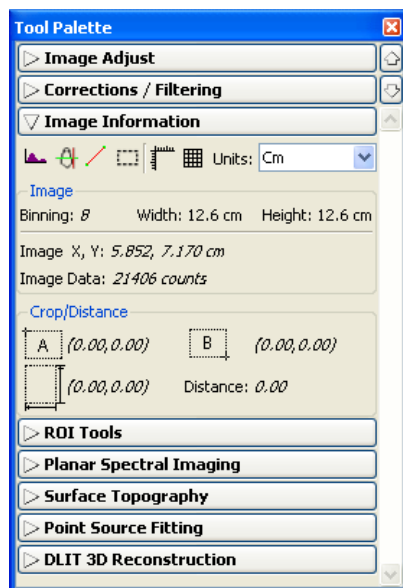 Tool Palette
Image Adjust
Corrections / Filtering
Image Information
Units: Cm
Image
Binning: 8 Width: 12.6 cm Height: 12.6 cm
Image X, Y: 5.852, 7.170 cm
Image Data: 21406 counts
Crop/Distance
A (0.00,0.00) B (0.00,0.00)
(0.00,0.00) Distance: 0.00
ROI Tools
Planar Spectral Imaging
Surface Topography
Point Source Fitting
DLIT 3D Reconstruction